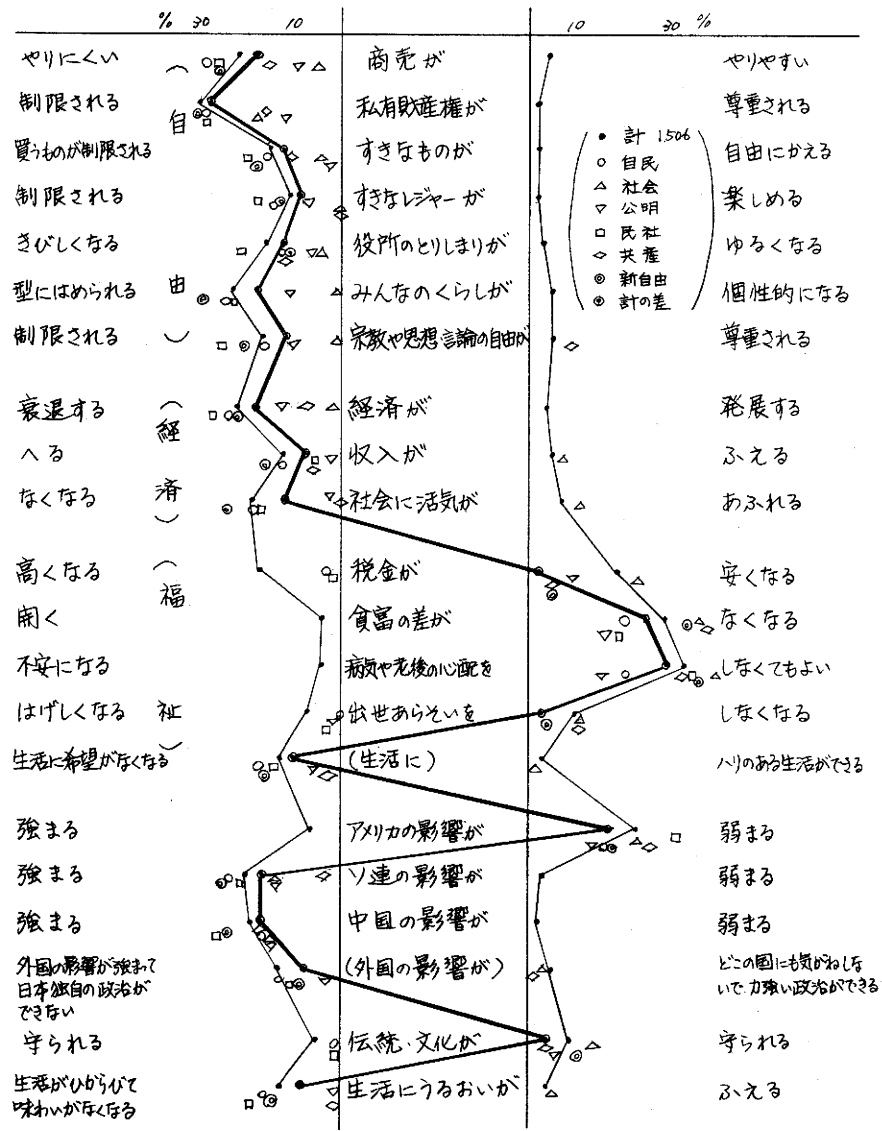 % 30 10 10 30 %
やりにくい 商売が やりやすい
制限される 私有財産権が 尊重される
買うものが制限される すきなものが 自由にかえる
制限される すきなレジャーが 楽しめる
きびしくなる 役所のとりしまりが ゆるくなる
型にはめられる みんなのくらしが 個性的になる
制限される 宗教や思想言論の自由が 尊重される
(自由)
計 1506
自民
社会
公明
民社
共産
新自由
計の差
衰退する 経済が 発展する
へる 収入が ふえる
なくなる 社会に活気が あふれる
(経済)
高くなる 税金が 安くなる
開く 貧富の差が なくなる
不安になる 病気や老後の心配を しなくてもよい
はげしくなる 出世あらそいを しなくなる
生活に希望がなくなる (生活に) ハリのある生活ができる
(福祉)
強まる アメリカの影響が 弱まる
強まる ソ連の影響が 弱まる
強まる 中国の影響が 弱まる
外国の影響が強まって
日本独自の政治が
できない
(外国の影響が)
どこの国にも気がねしな
いで力強い政治ができる
守られる 伝統・文化が 守られる
生活がひからびて
味わいがなくなる
生活にうるおいが ふえる